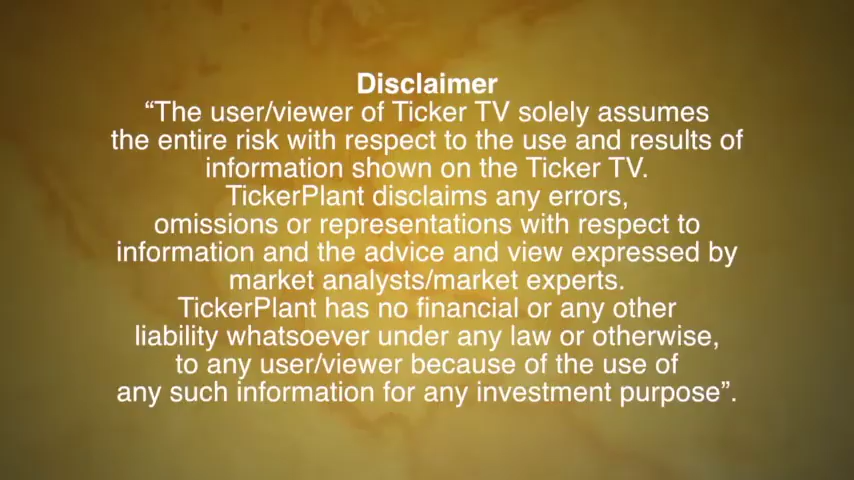 Disclaimer
“The user/viewer of Ticker TV solely assumes
the entire risk with respect to the use and results of
information shown on the Ticker TV.
TickerPlant disclaims any errors,
omissions or representations with respect to
information and the advice and view expressed by
market analysts/market experts.
TickerPlant has no financial or any other
liability whatsoever under any law or otherwise,
to any user/viewer because of the use of
any such information for any investment purpose”.